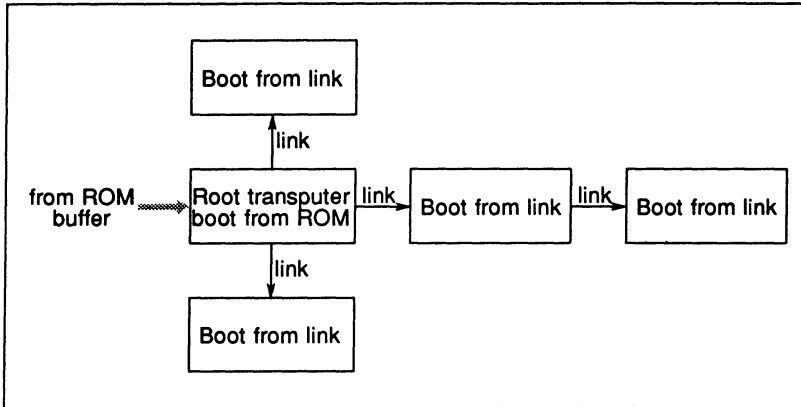 Boot from link
link
from ROM
buffer
Root transputer
boot from ROM
link
Boot from link
link
Boot from link
link
Boot from link